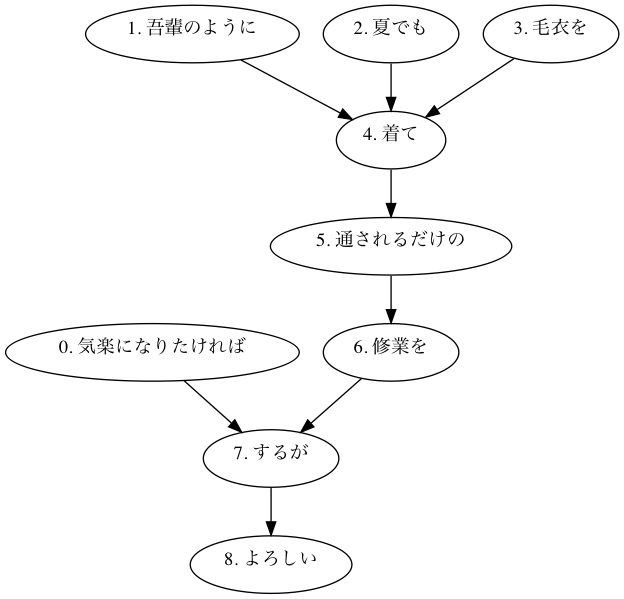 1. 吾輩のように
2. 夏でも
3. 毛衣を
4. 着て
5. 通されるだけの
0. 気楽になりたければ
6. 修業を
7. するが
8. よろしい